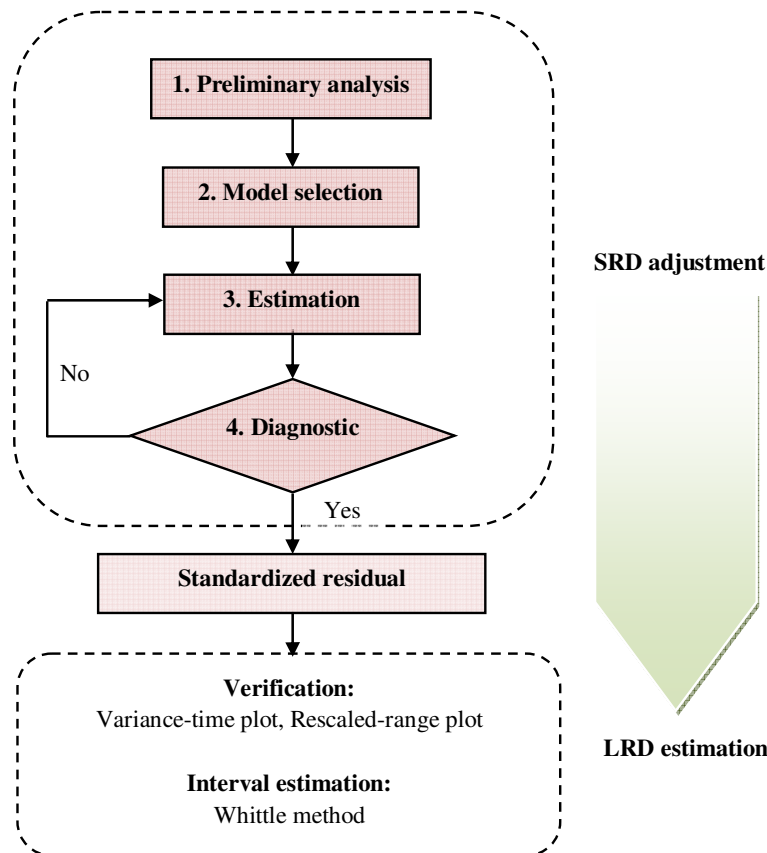 1. Preliminary analysis
2. Model selection
SRD adjustment
3. Estimation
No
4. Diagnostic
Yes
Standardized residual
Verification:
Variance-time plot, Rescaled-range plot
LRD estimation
Interval estimation:
Whittle method